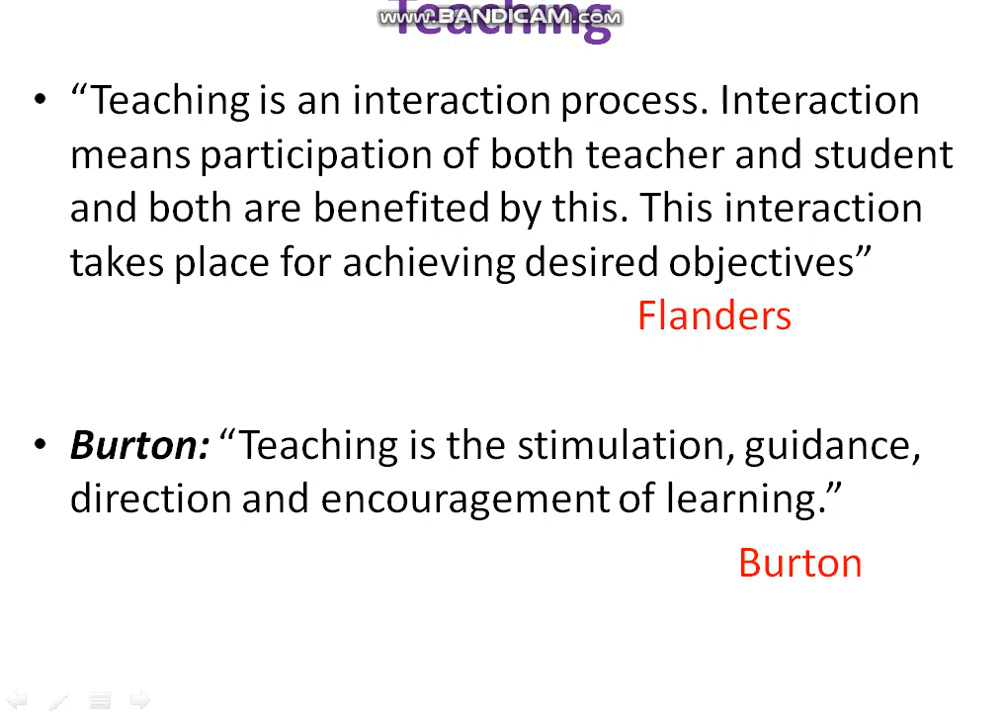 Teaching
www.BANDICAM.com
• “Teaching is an interaction process. Interaction
means participation of both teacher and student
and both are benefited by this. This interaction
takes place for achieving desired objectives”
Flanders
• Burton: “Teaching is the stimulation, guidance,
direction and encouragement of learning.”
Burton